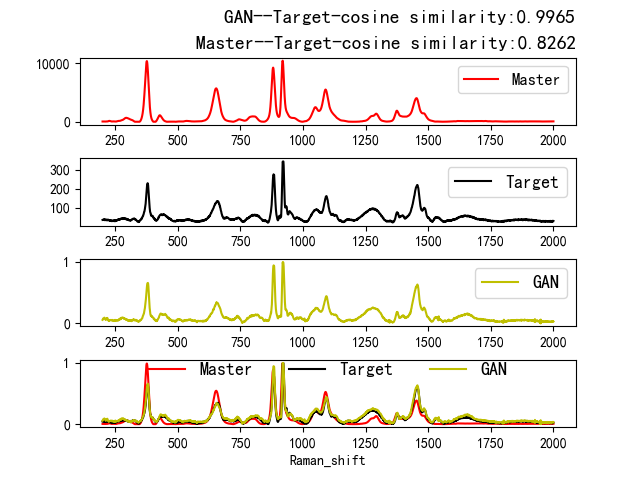 GAN--Target-cosine similarity:0.9965
Master--Target-cosine similarity:0.8262
10000
0
Master
250 500 750 1000 1250 1500 1750 2000
300
200
100
Target
250 500 750 1000 1250 1500 1750 2000
1
0
GAN
250 500 750 1000 1250 1500 1750 2000
1
0
Master Target GAN
250 500 750 1000 1250 1500 1750 2000
Raman_shift